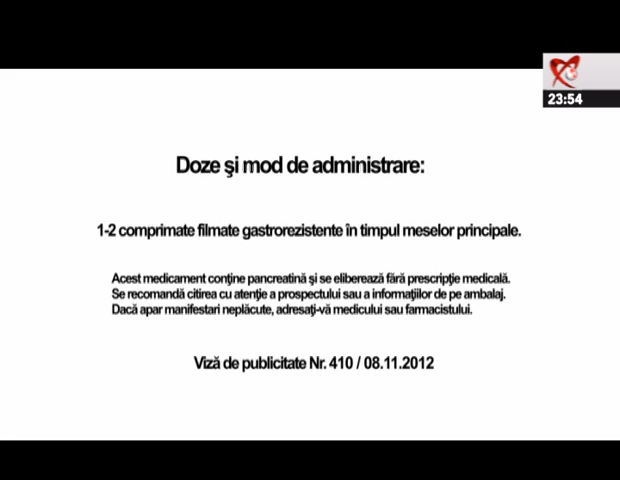 23:54
Doze şi mod de administrare:
1-2 comprimate filmate gastrorezistente în timpul meselor principale.
Acest medicament conţine pancreatină şi se eliberează fără prescripţie medicală.
Se recomandă citirea cu atenţie a prospectului sau a informaţiilor de pe ambalaj.
Dacă apar manifestari neplăcute, adresaţi-vă medicului sau farmacistului.
Viză de publicitate Nr. 410 / 08.11.2012